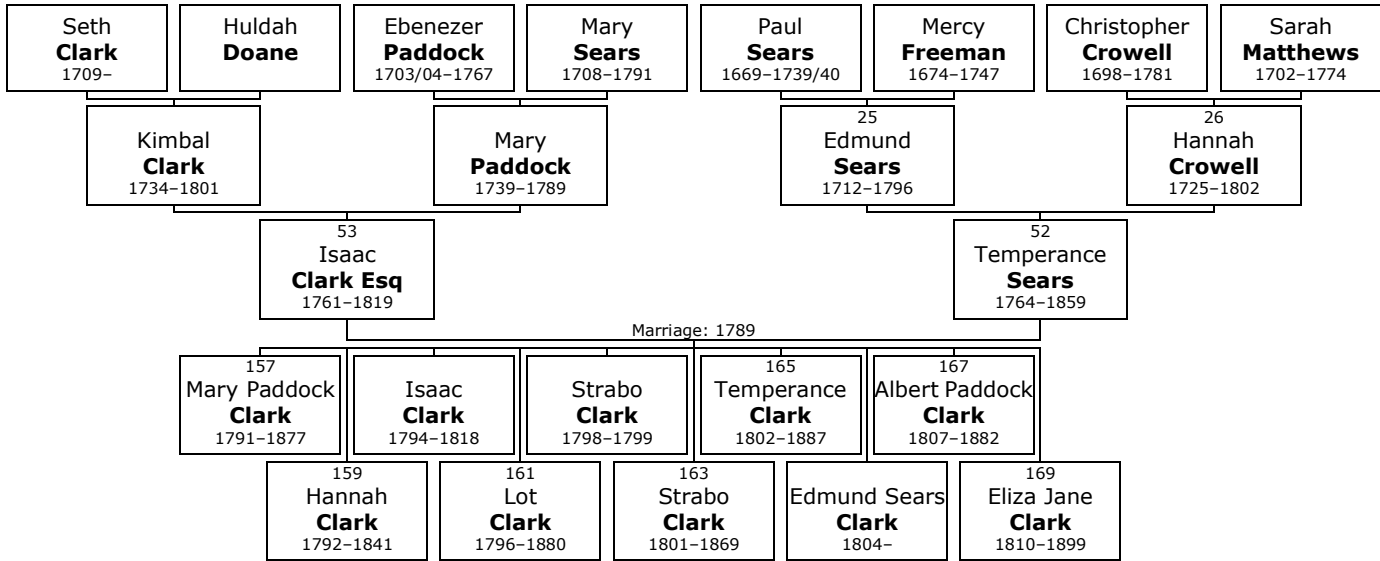 Seth
Clark
1709–
Huldah
Doane
Ebenezer
Paddock
1703/04–1767
Mary
Sears
1708–1791
Paul
Sears
1669–1739/40
Mercy
Freeman
1674–1747
Christopher
Crowell
1698–1781
Sarah
Matthews
1702–1774
Kimbal
Clark
1734–1801
Mary
Paddock
1739–1789
25
Edmund
Sears
1712–1796
26
Hannah
Crowell
1725–1802
53
Isaac
Clark Esq
1761–1819
52
Temperance
Sears
1764–1859
Marriage: 1789
157
Mary Paddock
Clark
1791–1877
Isaac
Clark
1794–1818
Strabo
Clark
1798–1799
165
Temperance
Clark
1802–1887
167
Albert Paddock
Clark
1807–1882
159
Hannah
Clark
1792–1841
161
Lot
Clark
1796–1880
163
Strabo
Clark
1801–1869
Edmund Sears
Clark
1804–
169
Eliza Jane
Clark
1810–1899